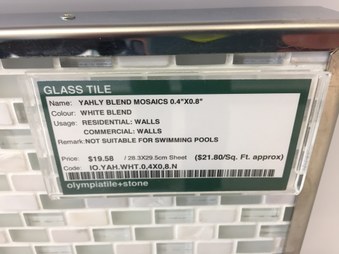 GLASS TILE
Name: YAHLY BLEND MOSAICS 0.4"X0.8"
Colour: WHITE BLEND
Usage: RESIDENTIAL: WALLS
COMMERCIAL: WALLS
Remark: NOT SUITABLE FOR SWIMMING POOLS
Price: $19.58 / 28.3X29.5cm Sheet ($21.80/Sq. Ft. approx)
Code: IO.YAH.WHT.0.4X0.8.N
olympiatile+stone